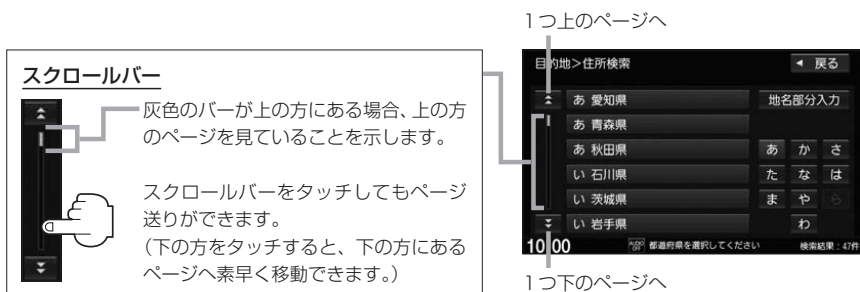 1つ上のページへ
スクロールバー
灰色のバーが上の方にある場合、上の方
のページを見ていることを示します。
スクロールバーをタッチしてもページ
送りができます。
(下の方をタッチすると、下の方にある
ページへ素早く移動できます。)
目的地>住所検索
戻る
あ 愛知県
地名部分入力
あ 青森県
あ 秋田県
あ か さ
い 石川県
た な は
い 茨城県
ま や ら
い 岩手県
わ
10:00
AUDIO OFF
都道府県を選択してください
検索結果:47件
1つ下のページへ